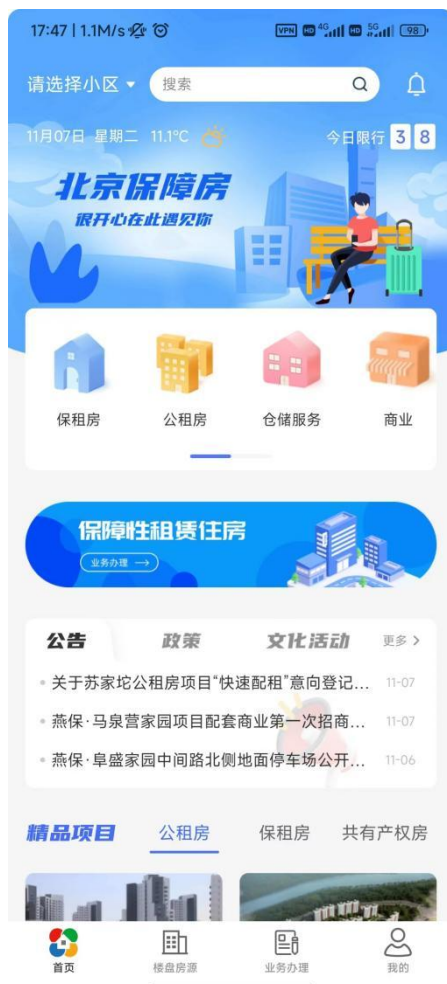 17:47 | 1.1M/s
VPN HD 4G HD 5G 98
请选择小区 搜索
11月07日 星期二 11.1°C 今日限行 3 8
北京保障房
很开心在此遇见你
保租房 公租房 仓储服务 商业
保障性租赁住房
业务办理 →
公告 政策 文化活动 更多 >
关于苏家坨公租房项目“快速配租”意向登记... 11-07
燕保·马泉营家园项目配套商业第一次招商... 11-07
燕保·阜盛家园中间路北侧地面停车场公开... 11-06
精品项目 公租房 保租房 共有产权房
首页 楼盘房源 业务办理 我的